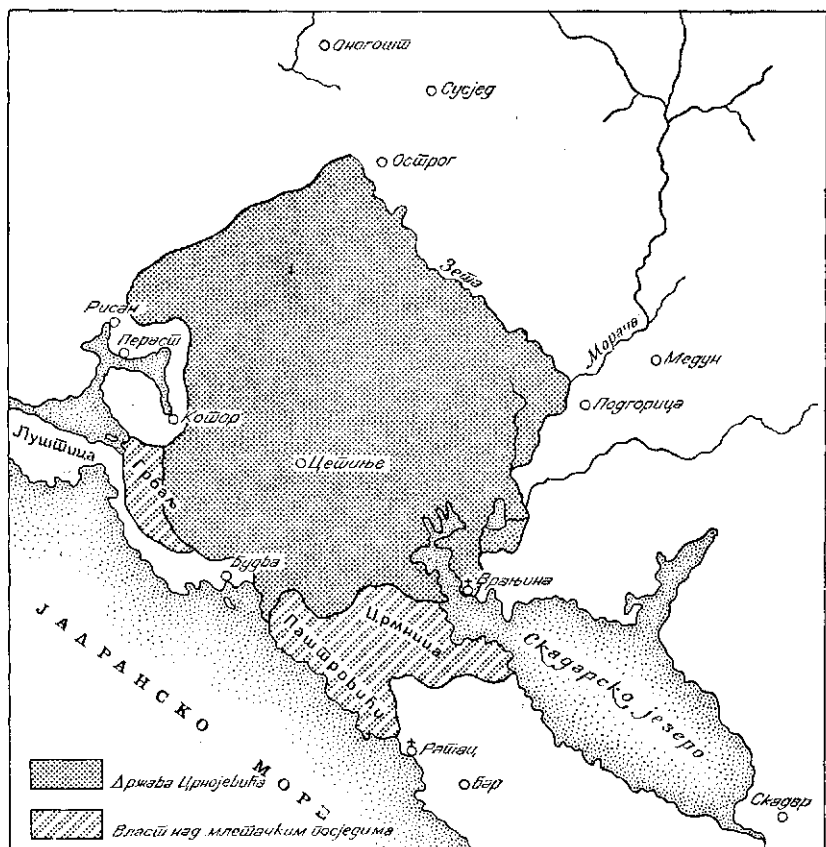 Оногошт
Сусјед
Острог
Зета
Рисан
Пераст
Морача
Медун
Котор
Подгорица
Луштица
Грбаљ
Цетиње
Будва
Врањина
Црмница
Паштровићи
Скадарско језеро
ЈАДРАНСКО МОРЕ
Ратац
Бар
Скадар
Држава Црнојевића
Власт над млетачким посједима